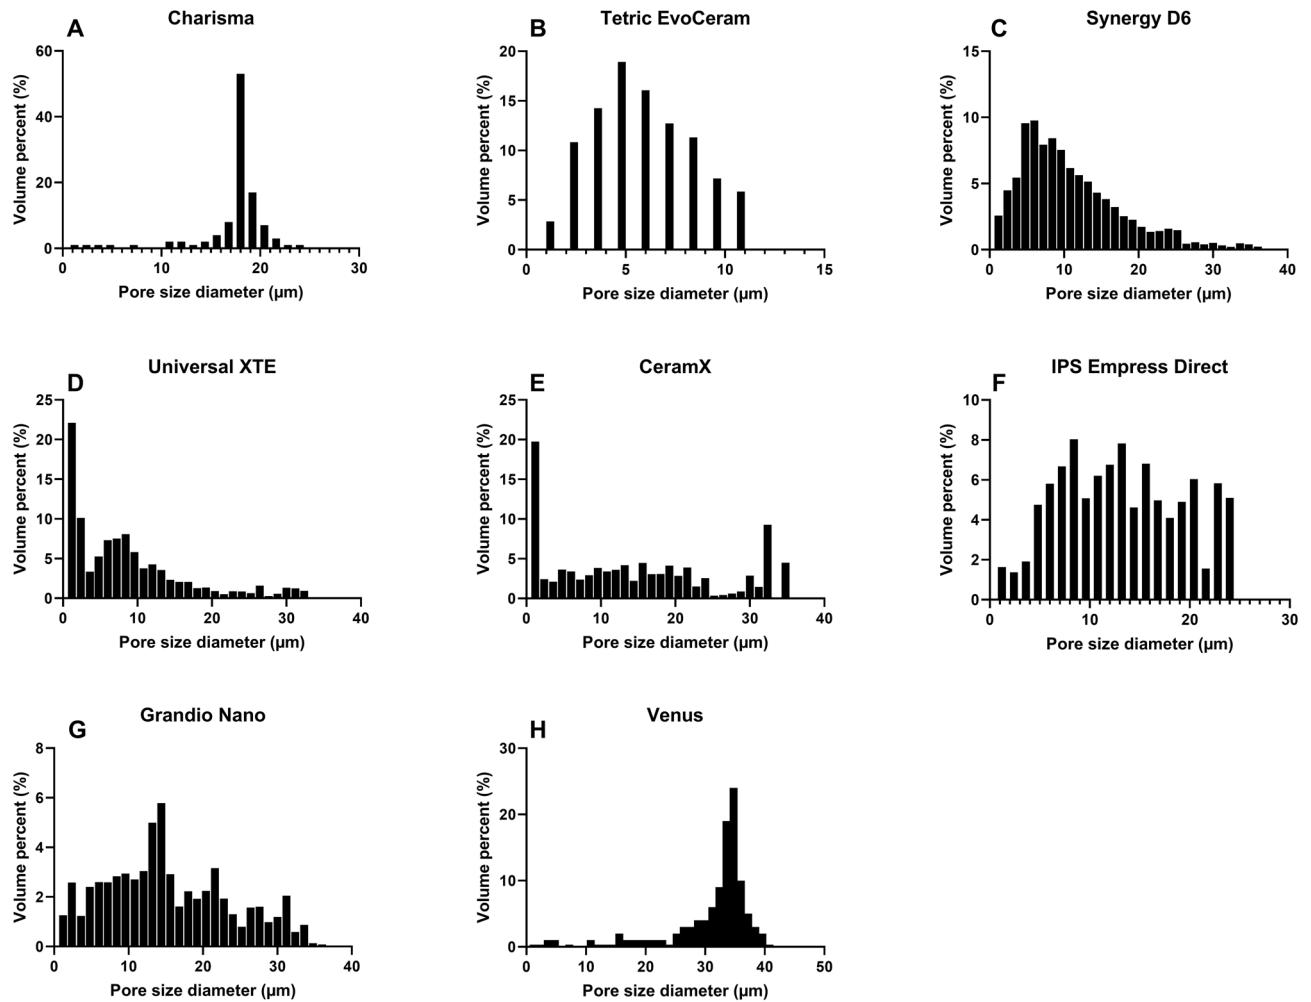 A
Charisma
Volume percent (%)
60
40
20
0
0 10 20 30
Pore size diameter (µm)
B
Tetric EvoCeram
Volume percent (%)
20
15
10
5
0
0 5 10 15
Pore size diameter (µm)
C
Synergy D6
Volume percent (%)
15
10
5
0
0 10 20 30 40
Pore size diameter (µm)
D
Universal XTE
Volume percent (%)
25
20
15
10
5
0
0 10 20 30 40
Pore size diameter (µm)
E
CeramX
Volume percent (%)
25
20
15
10
5
0
0 10 20 30 40
Pore size diameter (µm)
F
IPS Empress Direct
Volume percent (%)
10
8
6
4
2
0
0 10 20 30
Pore size diameter (µm)
G
Grandio Nano
Volume percent (%)
8
6
4
2
0
0 10 20 30 40
Pore size diameter (µm)
H
Venus
Volume percent (%)
30
20
10
0
0 10 20 30 40 50
Pore size diameter (µm)